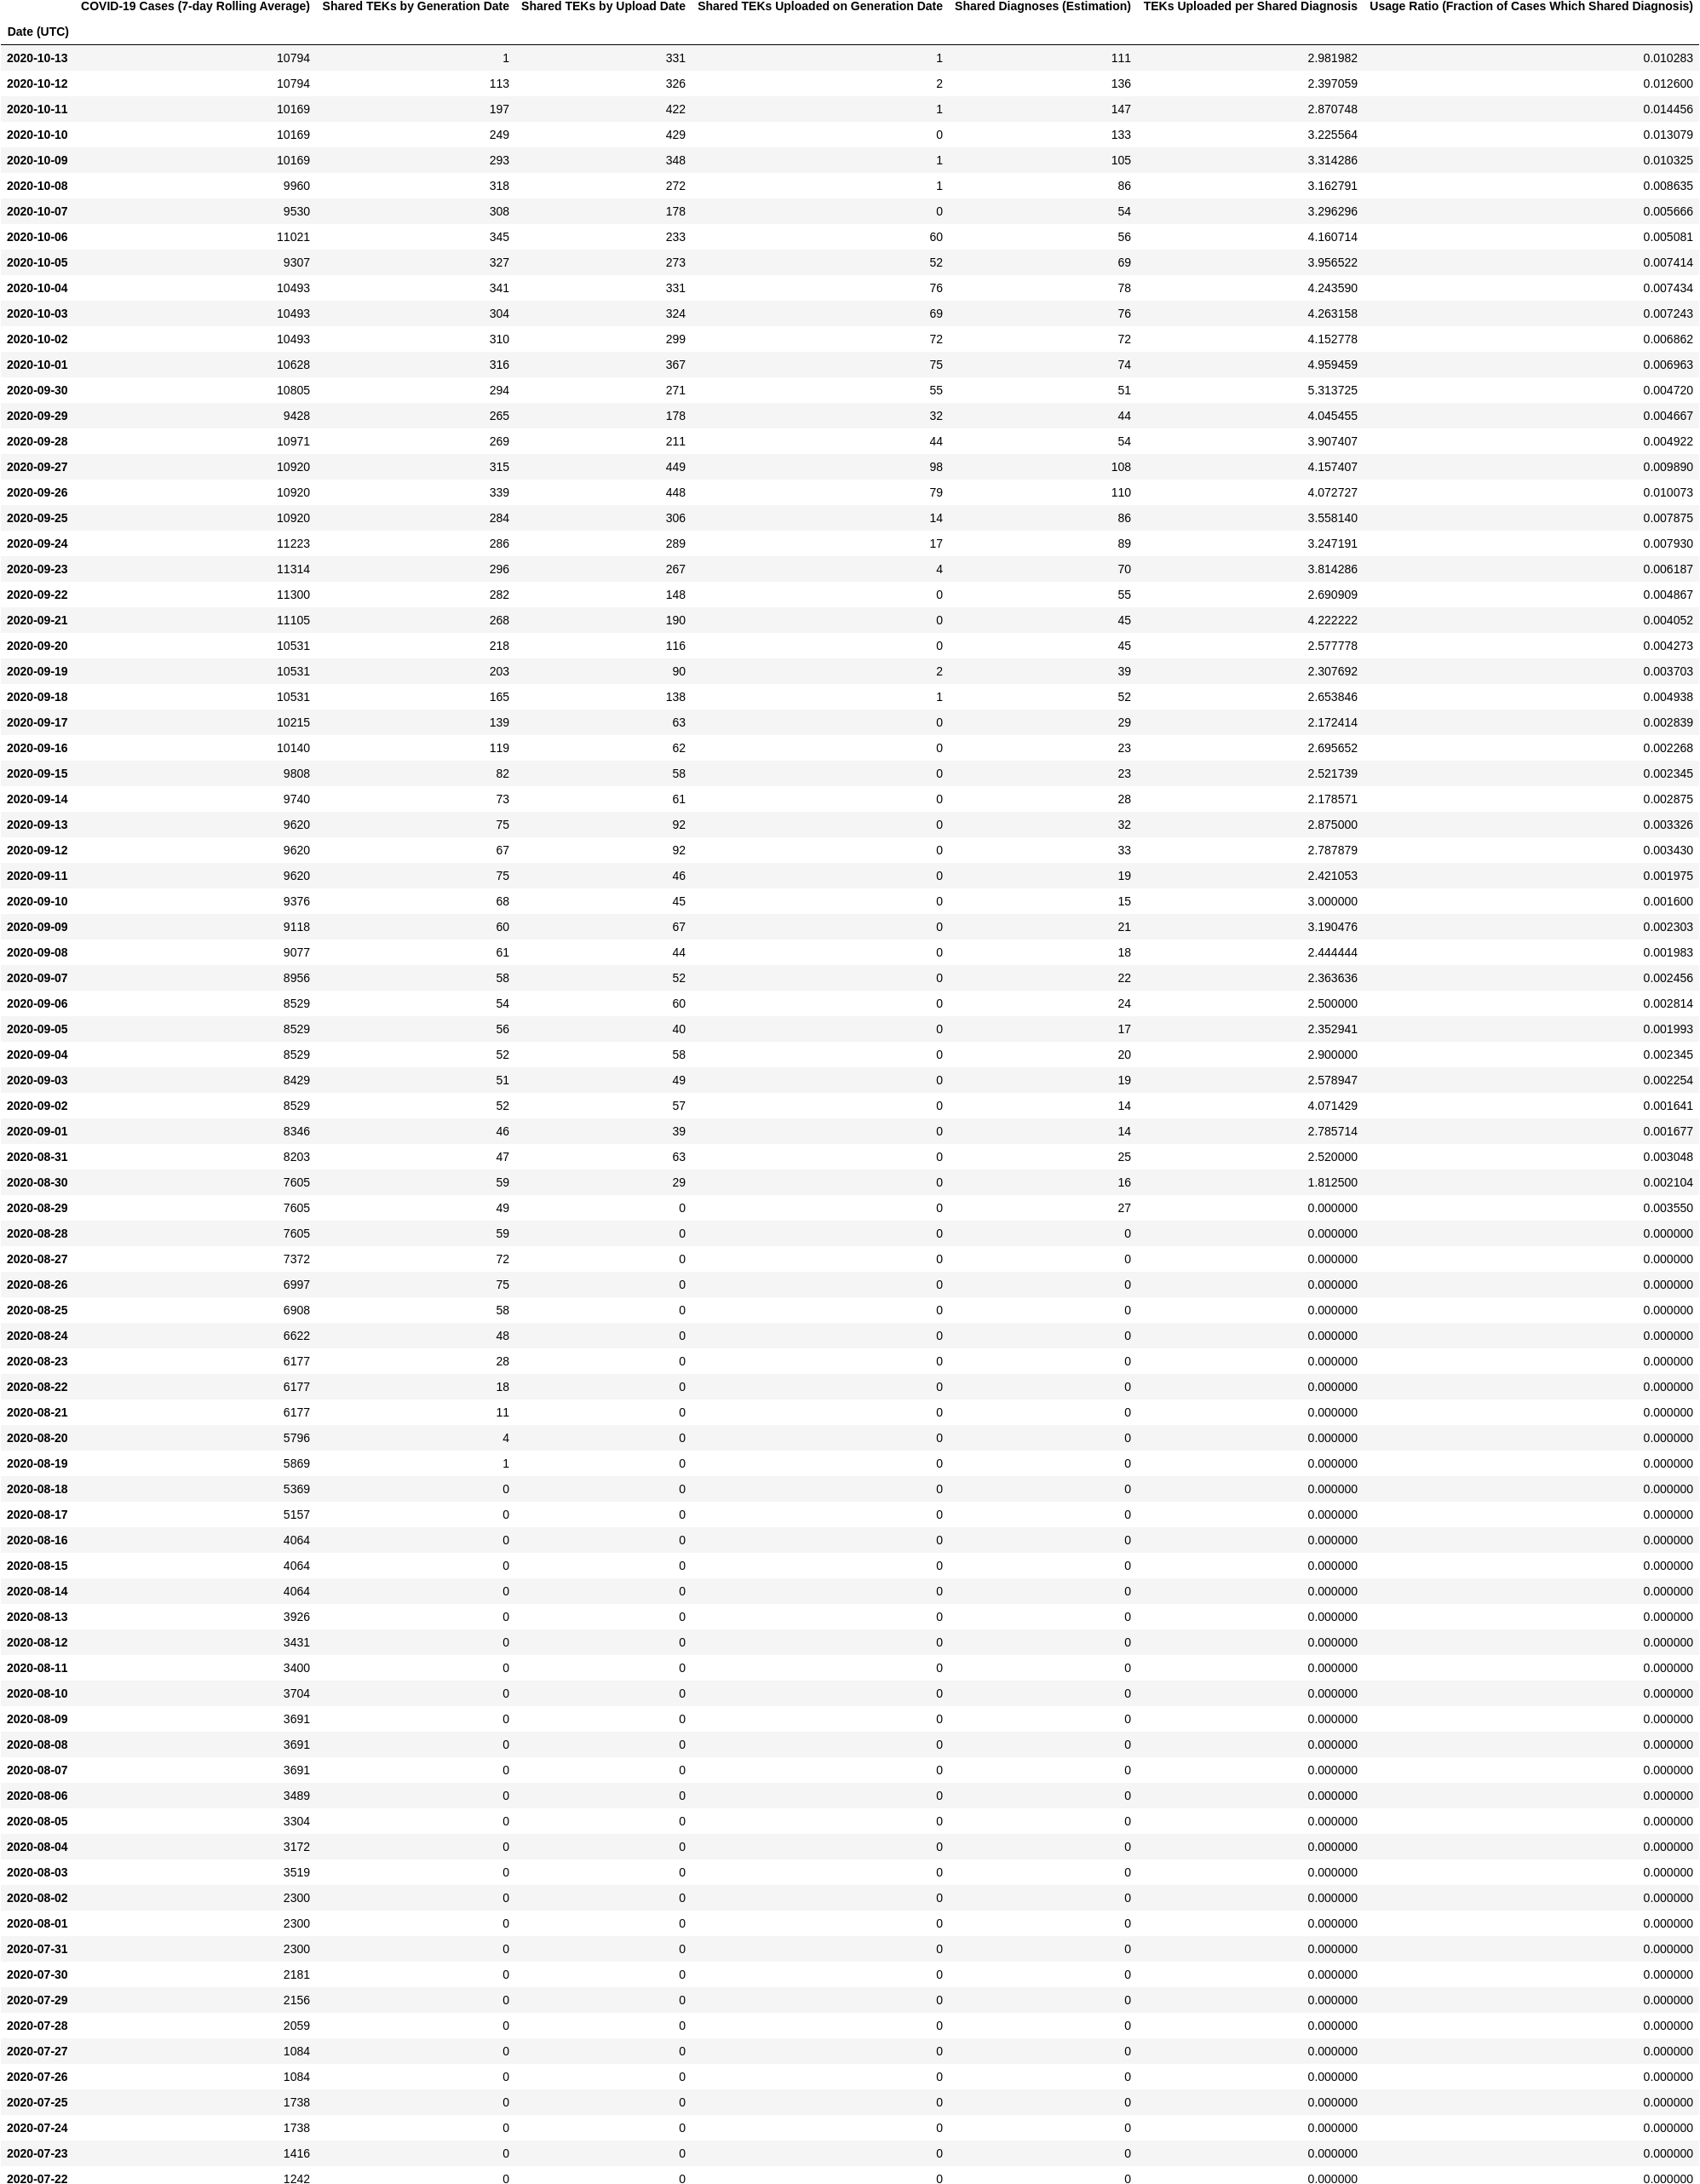 COVID-19 Cases (7-day Rolling Average) Shared TEKs by Generation Date Shared TEKs by Upload Date Shared TEKs Uploaded on Generation Date Shared Diagnoses (Estimation) TEKs Uploaded per Shared Diagnosis Usage Ratio (Fraction of Cases Which Shared Diagnosis)
Date (UTC)
2020-10-13 10794 1 331 1 111 2.981982 0.010283
2020-10-12 10794 113 326 2 136 2.397059 0.012600
2020-10-11 10169 197 422 1 147 2.870748 0.014456
2020-10-10 10169 249 429 0 133 3.225564 0.013079
2020-10-09 10169 293 348 1 105 3.314286 0.010325
2020-10-08 9960 318 272 1 86 3.162791 0.008635
2020-10-07 9530 308 178 0 54 3.296296 0.005666
2020-10-06 11021 345 233 60 56 4.160714 0.005081
2020-10-05 9307 327 273 52 69 3.956522 0.007414
2020-10-04 10493 341 331 76 78 4.243590 0.007434
2020-10-03 10493 304 324 69 76 4.263158 0.007243
2020-10-02 10493 310 299 72 72 4.152778 0.006862
2020-10-01 10628 316 367 75 74 4.959459 0.006963
2020-09-30 10805 294 271 55 51 5.313725 0.004720
2020-09-29 9428 265 178 32 44 4.045455 0.004667
2020-09-28 10971 269 211 44 54 3.907407 0.004922
2020-09-27 10920 315 449 98 108 4.157407 0.009890
2020-09-26 10920 339 448 79 110 4.072727 0.010073
2020-09-25 10920 284 306 14 86 3.558140 0.007875
2020-09-24 11223 286 289 17 89 3.247191 0.007930
2020-09-23 11314 296 267 4 70 3.814286 0.006187
2020-09-22 11300 282 148 0 55 2.690909 0.004867
2020-09-21 11105 268 190 0 45 4.222222 0.004052
2020-09-20 10531 218 116 0 45 2.577778 0.004273
2020-09-19 10531 203 90 2 39 2.307692 0.003703
2020-09-18 10531 165 138 1 52 2.653846 0.004938
2020-09-17 10215 139 63 0 29 2.172414 0.002839
2020-09-16 10140 119 62 0 23 2.695652 0.002268
2020-09-15 9808 82 58 0 23 2.521739 0.002345
2020-09-14 9740 73 61 0 28 2.178571 0.002875
2020-09-13 9620 75 92 0 32 2.875000 0.003326
2020-09-12 9620 67 92 0 33 2.787879 0.003430
2020-09-11 9620 75 46 0 19 2.421053 0.001975
2020-09-10 9376 68 45 0 15 3.000000 0.001600
2020-09-09 9118 60 67 0 21 3.190476 0.002303
2020-09-08 9077 61 44 0 18 2.444444 0.001983
2020-09-07 8956 58 52 0 22 2.363636 0.002456
2020-09-06 8529 54 60 0 24 2.500000 0.002814
2020-09-05 8529 56 40 0 17 2.352941 0.001993
2020-09-04 8529 52 58 0 20 2.900000 0.002345
2020-09-03 8429 51 49 0 19 2.578947 0.002254
2020-09-02 8529 52 57 0 14 4.071429 0.001641
2020-09-01 8346 46 39 0 14 2.785714 0.001677
2020-08-31 8203 47 63 0 25 2.520000 0.003048
2020-08-30 7605 59 29 0 16 1.812500 0.002104
2020-08-29 7605 49 0 0 27 0.000000 0.003550
2020-08-28 7605 59 0 0 0 0.000000 0.000000
2020-08-27 7372 72 0 0 0 0.000000 0.000000
2020-08-26 6997 75 0 0 0 0.000000 0.000000
2020-08-25 6908 58 0 0 0 0.000000 0.000000
2020-08-24 6622 48 0 0 0 0.000000 0.000000
2020-08-23 6177 28 0 0 0 0.000000 0.000000
2020-08-22 6177 18 0 0 0 0.000000 0.000000
2020-08-21 6177 11 0 0 0 0.000000 0.000000
2020-08-20 5796 4 0 0 0 0.000000 0.000000
2020-08-19 5869 1 0 0 0 0.000000 0.000000
2020-08-18 5369 0 0 0 0 0.000000 0.000000
2020-08-17 5157 0 0 0 0 0.000000 0.000000
2020-08-16 4064 0 0 0 0 0.000000 0.000000
2020-08-15 4064 0 0 0 0 0.000000 0.000000
2020-08-14 4064 0 0 0 0 0.000000 0.000000
2020-08-13 3926 0 0 0 0 0.000000 0.000000
2020-08-12 3431 0 0 0 0 0.000000 0.000000
2020-08-11 3400 0 0 0 0 0.000000 0.000000
2020-08-10 3704 0 0 0 0 0.000000 0.000000
2020-08-09 3691 0 0 0 0 0.000000 0.000000
2020-08-08 3691 0 0 0 0 0.000000 0.000000
2020-08-07 3691 0 0 0 0 0.000000 0.000000
2020-08-06 3489 0 0 0 0 0.000000 0.000000
2020-08-05 3304 0 0 0 0 0.000000 0.000000
2020-08-04 3172 0 0 0 0 0.000000 0.000000
2020-08-03 3519 0 0 0 0 0.000000 0.000000
2020-08-02 2300 0 0 0 0 0.000000 0.000000
2020-08-01 2300 0 0 0 0 0.000000 0.000000
2020-07-31 2300 0 0 0 0 0.000000 0.000000
2020-07-30 2181 0 0 0 0 0.000000 0.000000
2020-07-29 2156 0 0 0 0 0.000000 0.000000
2020-07-28 2059 0 0 0 0 0.000000 0.000000
2020-07-27 1084 0 0 0 0 0.000000 0.000000
2020-07-26 1084 0 0 0 0 0.000000 0.000000
2020-07-25 1738 0 0 0 0 0.000000 0.000000
2020-07-24 1738 0 0 0 0 0.000000 0.000000
2020-07-23 1416 0 0 0 0 0.000000 0.000000
2020-07-22 1242 0 0 0 0 0.000000 0.000000